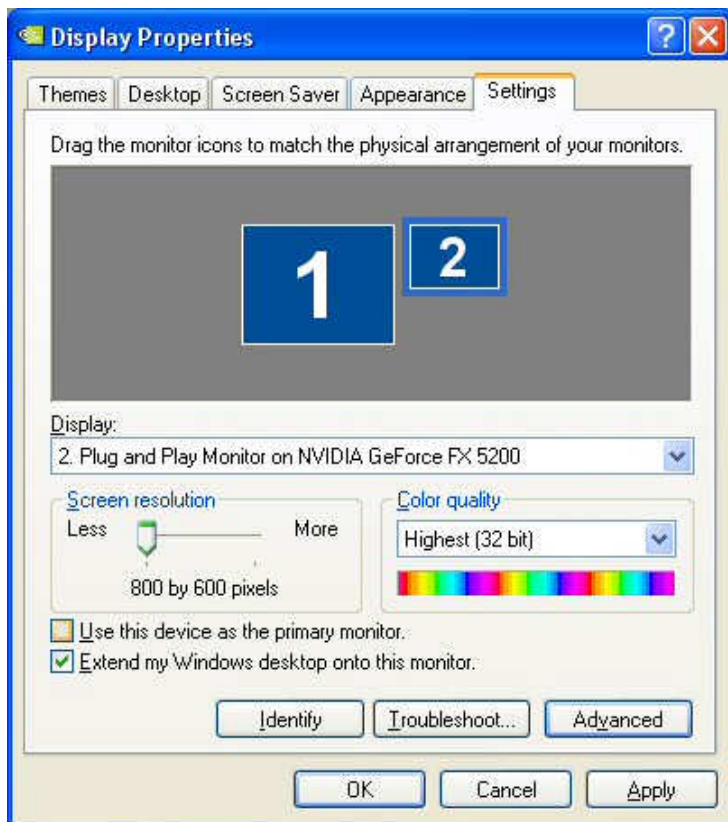 Display Properties
Themes Desktop Screen Saver Appearance Settings
Drag the monitor icons to match the physical arrangement of your monitors.
1 2
Display:
2. Plug and Play Monitor on NVIDIA GeForce FX 5200
Screen resolution
Less More
800 by 600 pixels
Color quality
Highest (32 bit)
Use this device as the primary monitor.
Extend my Windows desktop onto this monitor.
Identify Troubleshoot... Advanced
OK Cancel Apply